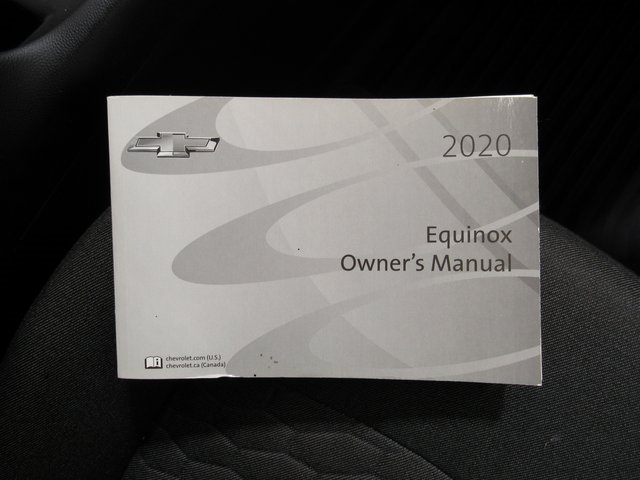 2020
Equinox
Owner's Manual
chevrolet.com (U.S.)
chevrolet.ca (Canada)